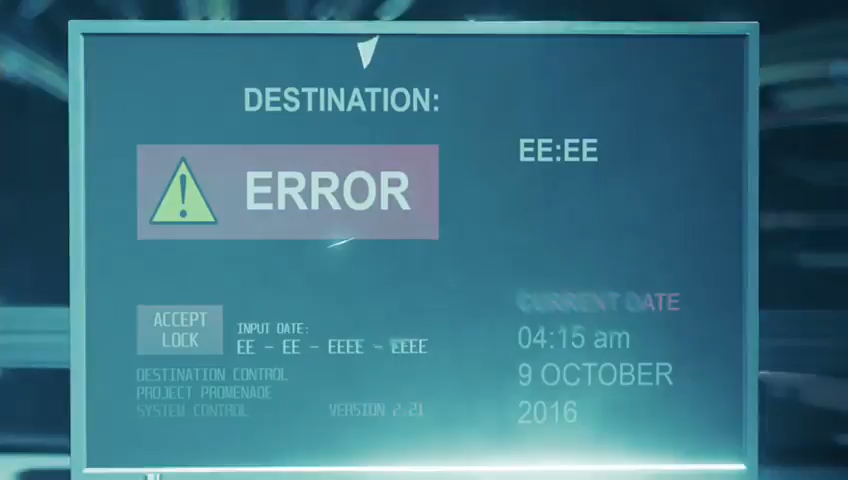 DESTINATION:
ERROR
EE:EE
ACCEPT
LOCK
INPUT DATE:
EE - EE - EEEE - EEEE
DESTINATION CONTROL
PROJECT PROMENADE
SYSTEM CONTROL
VERSION 2.21
CURRENT DATE
04:15 am
9 OCTOBER
2016